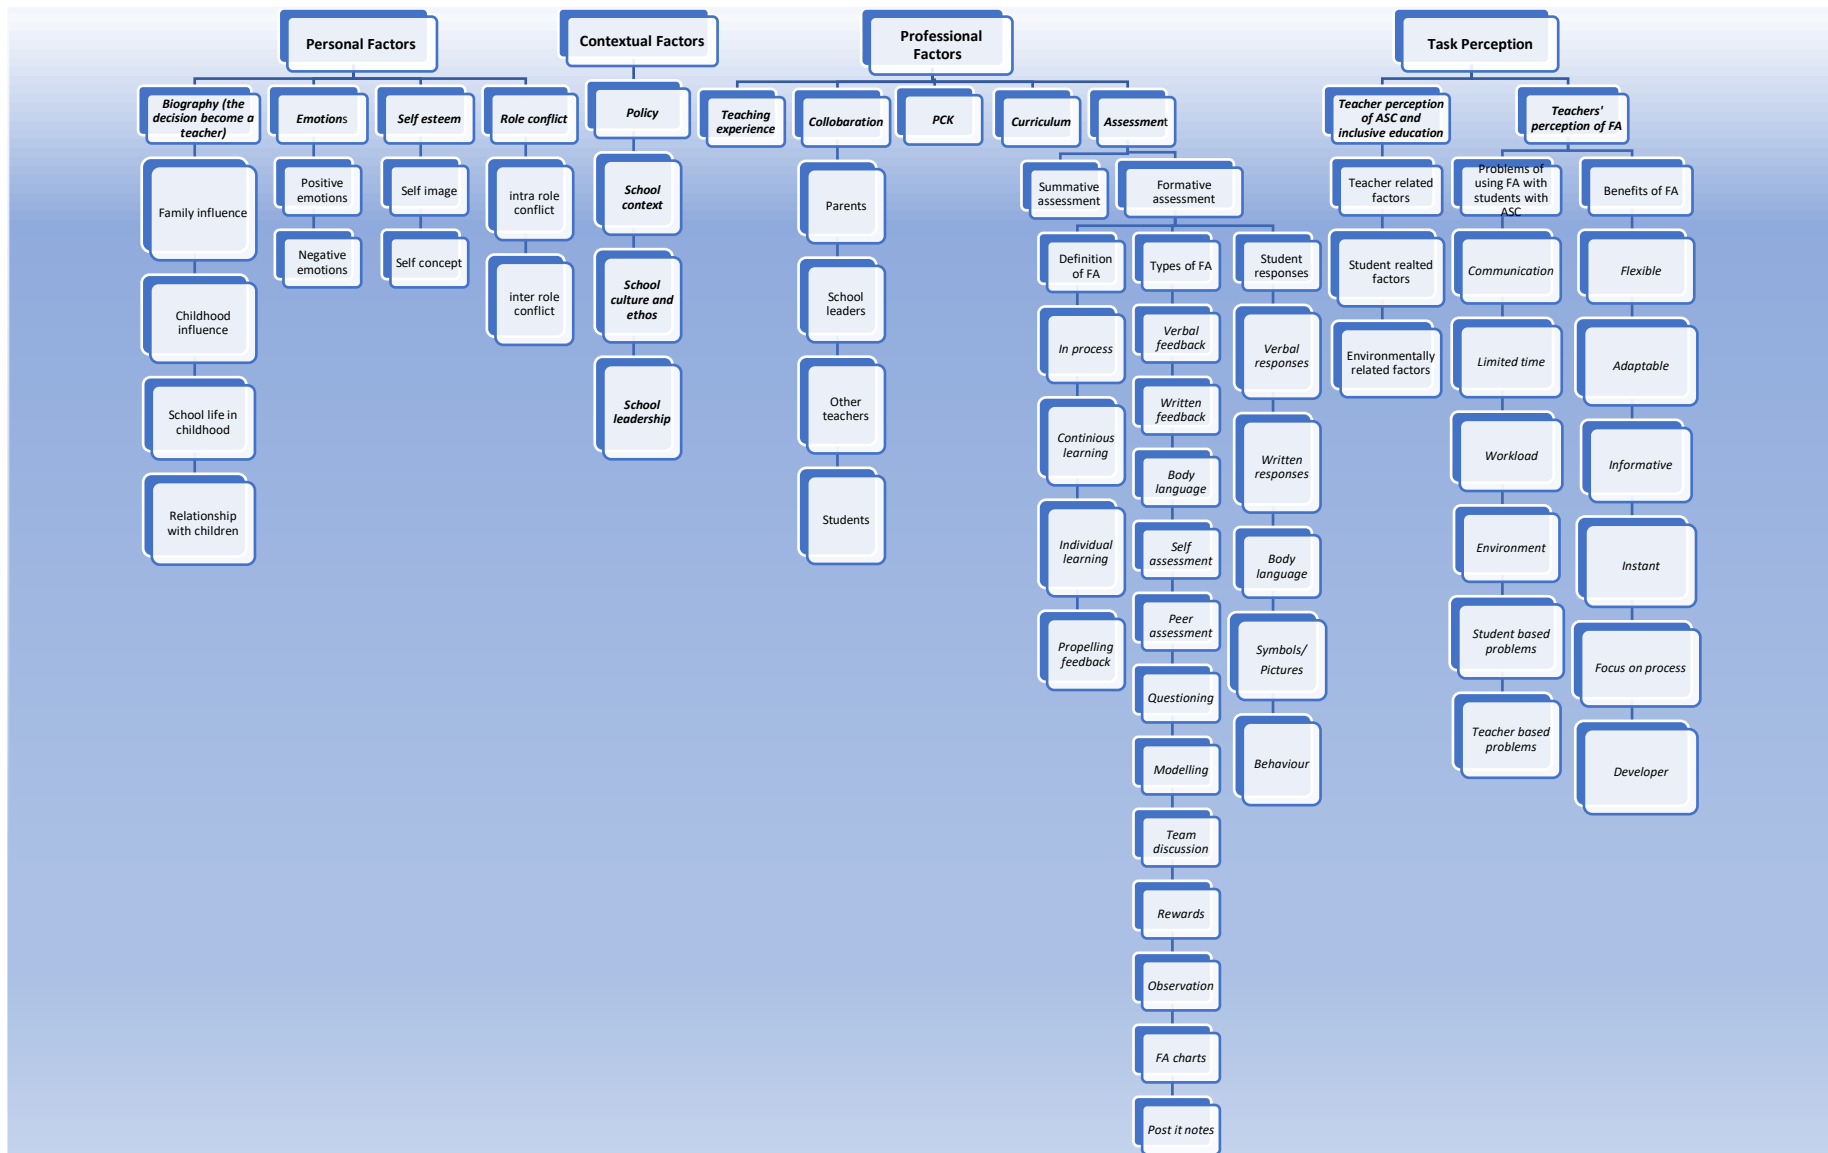 Personal Factors
Biography (the
decision become a
teacher)
Family influence
Childhood
influence
School life in
childhood
Relationship
with children
Emotions
Positive
emotions
Negative
emotions
Self esteem
Self image
Self concept
Role conflict
intra role
conflict
inter role
conflict
Contextual Factors
Policy
School
context
School
culture and
ethos
School
leadership
Professional
Factors
Teaching
experience
Collobaration
Parents
School
leaders
Other
teachers
Students
PCK
Curriculum
Assessment
Summative
assessment
Formative
assessment
Definition
of FA
In process
Continious
learning
Individual
learning
Propelling
feedback
Types of FA
Verbal
feedback
Written
feedback
Body
language
Self
assessment
Peer
assessment
Questioning
Modelling
Team
discussion
Rewards
Observation
FA charts
Post it notes
Student
responses
Verbal
responses
Written
responses
Body
language
Symbols/
Pictures
Behaviour
Task Perception
Teacher perception
of ASC and
inclusive education
Teacher related
factors
Student realted
factors
Environmentally
related factors
Teachers'
perception of FA
Problems of
using FA with
students with
ASC
Communication
Limited time
Workload
Environment
Student based
problems
Teacher based
problems
Benefits of FA
Flexible
Adaptable
Informative
Instant
Focus on process
Developer